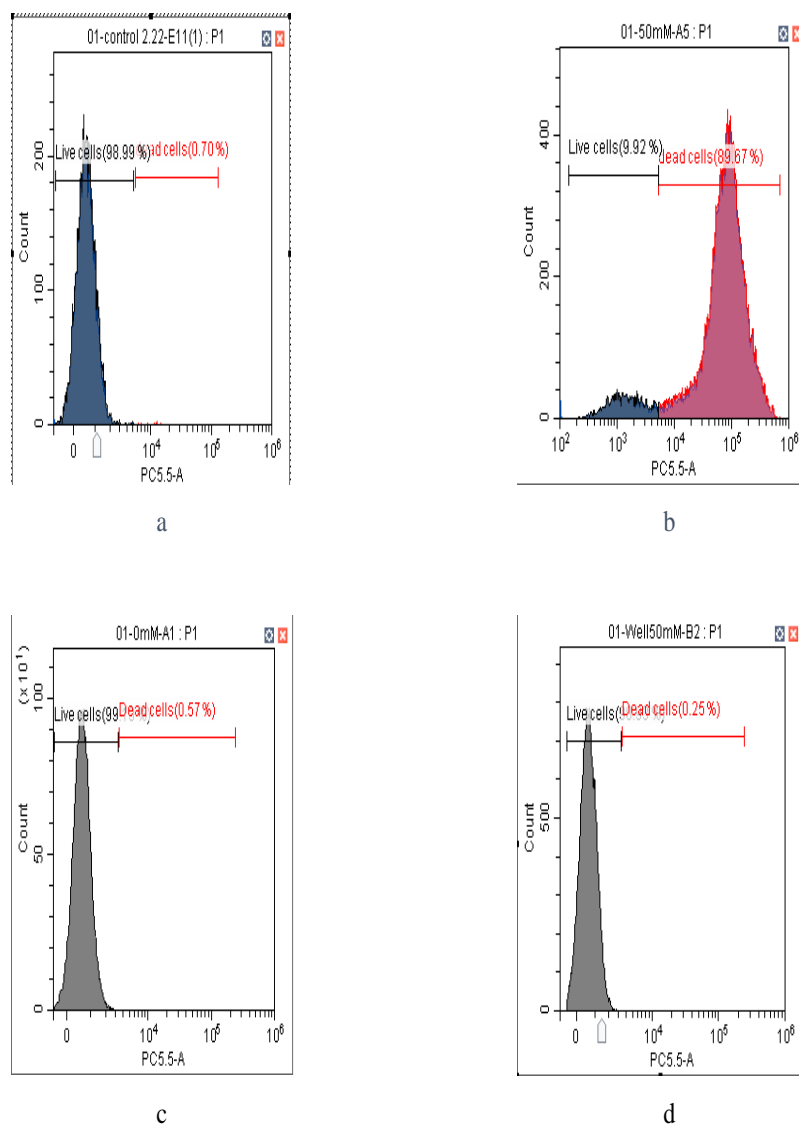 01-control 2.22-E11(1) : P1
Live cells(98.99%)
cells(0.70%)
Count
200
100
0
0 10⁴ 10⁵ 10⁶
PC5.5-A
a
01-50mM-A5 : P1
Live cells(9.92 %)
dead cells(89.67%)
Count
400
200
0
10² 10³ 10⁴ 10⁵ 10⁶
PC5.5-A
b
01-0mM-A1 : P1
(x 10¹)
Live cells(99
Dead cells(0.57 %)
Count
100
50
0
0 10⁴ 10⁵ 10⁶
PC5.5-A
c
01-Well50mM-B2 : P1
Live cells(
Dead cells(0.25 %)
Count
500
0
0 10⁴ 10⁵ 10⁶
PC5.5-A
d